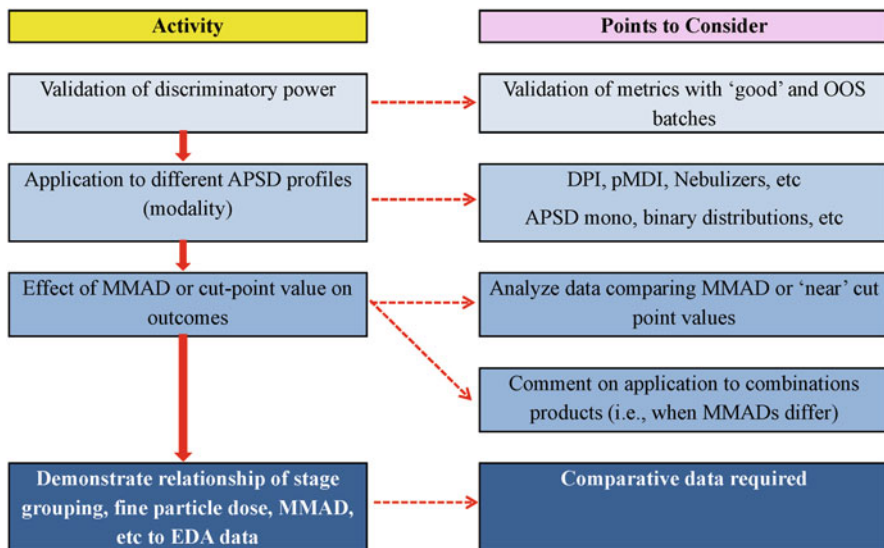 Activity
Points to Consider
Validation of discriminatory power
Validation of metrics with ‘good’ and OOS
batches
Application to different APSD profiles
(modality)
DPI, pMDI, Nebulizers, etc
APSD mono, binary distributions, etc
Effect of MMAD or cut-point value on
outcomes
Analyze data comparing MMAD or ‘near’ cut
point values
Comment on application to combinations
products (i.e., when MMADs differ)
Demonstrate relationship of stage
grouping, fine particle dose, MMAD,
etc to EDA data
Comparative data required